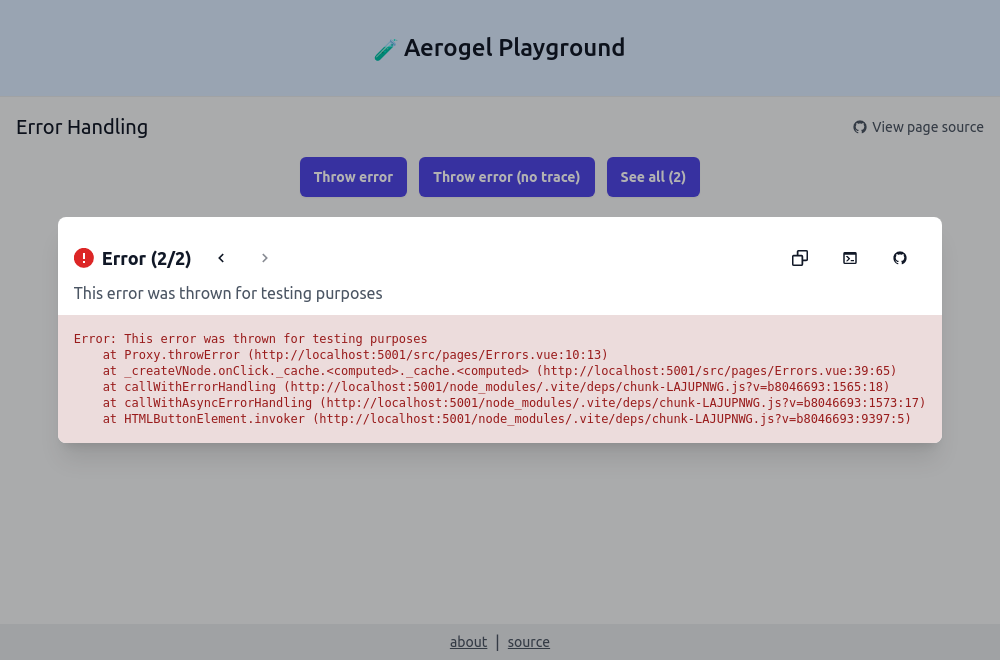 Aerogel Playground
Error Handling
View page source
Throw error
Throw error (no trace)
See all (2)
Error (2/2)
This error was thrown for testing purposes
Error: This error was thrown for testing purposes
    at Proxy.throwError (http://localhost:5001/src/pages/Errors.vue:10:13)
    at _createVNode.onClick._cache.<computed>._cache.<computed> (http://localhost:5001/src/pages/Errors.vue:39:65)
    at callWithErrorHandling (http://localhost:5001/node_modules/.vite/deps/chunk-LAJUPNWG.js?v=b8046693:1565:18)
    at callWithAsyncErrorHandling (http://localhost:5001/node_modules/.vite/deps/chunk-LAJUPNWG.js?v=b8046693:1573:17)
    at HTMLButtonElement.invoker (http://localhost:5001/node_modules/.vite/deps/chunk-LAJUPNWG.js?v=b8046693:9397:5)
about | source